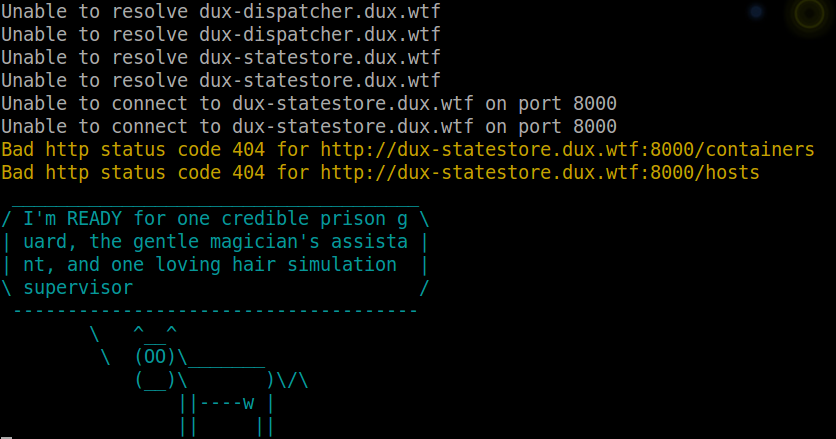 Unable to resolve dux-dispatcher.dux.wtf
Unable to resolve dux-dispatcher.dux.wtf
Unable to resolve dux-statestore.dux.wtf
Unable to resolve dux-statestore.dux.wtf
Unable to connect to dux-statestore.dux.wtf on port 8000
Unable to connect to dux-statestore.dux.wtf on port 8000
Bad http status code 404 for http://dux-statestore.dux.wtf:8000/containers
Bad http status code 404 for http://dux-statestore.dux.wtf:8000/hosts
 _____________________________________
/ I'm READY for one credible prison g \
| uard, the gentle magician's assista |
| nt, and one loving hair simulation  |
\ supervisor                          /
 -------------------------------------
        \   ^__^
         \  (OO)\_______
            (__)\       )\/\
                ||----w |
                ||     ||